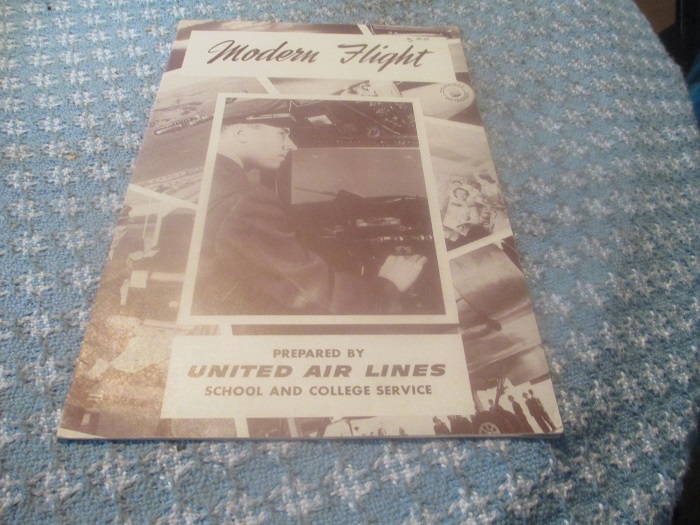 Modern Flight
PREPARED BY
UNITED AIR LINES
SCHOOL AND COLLEGE SERVICE